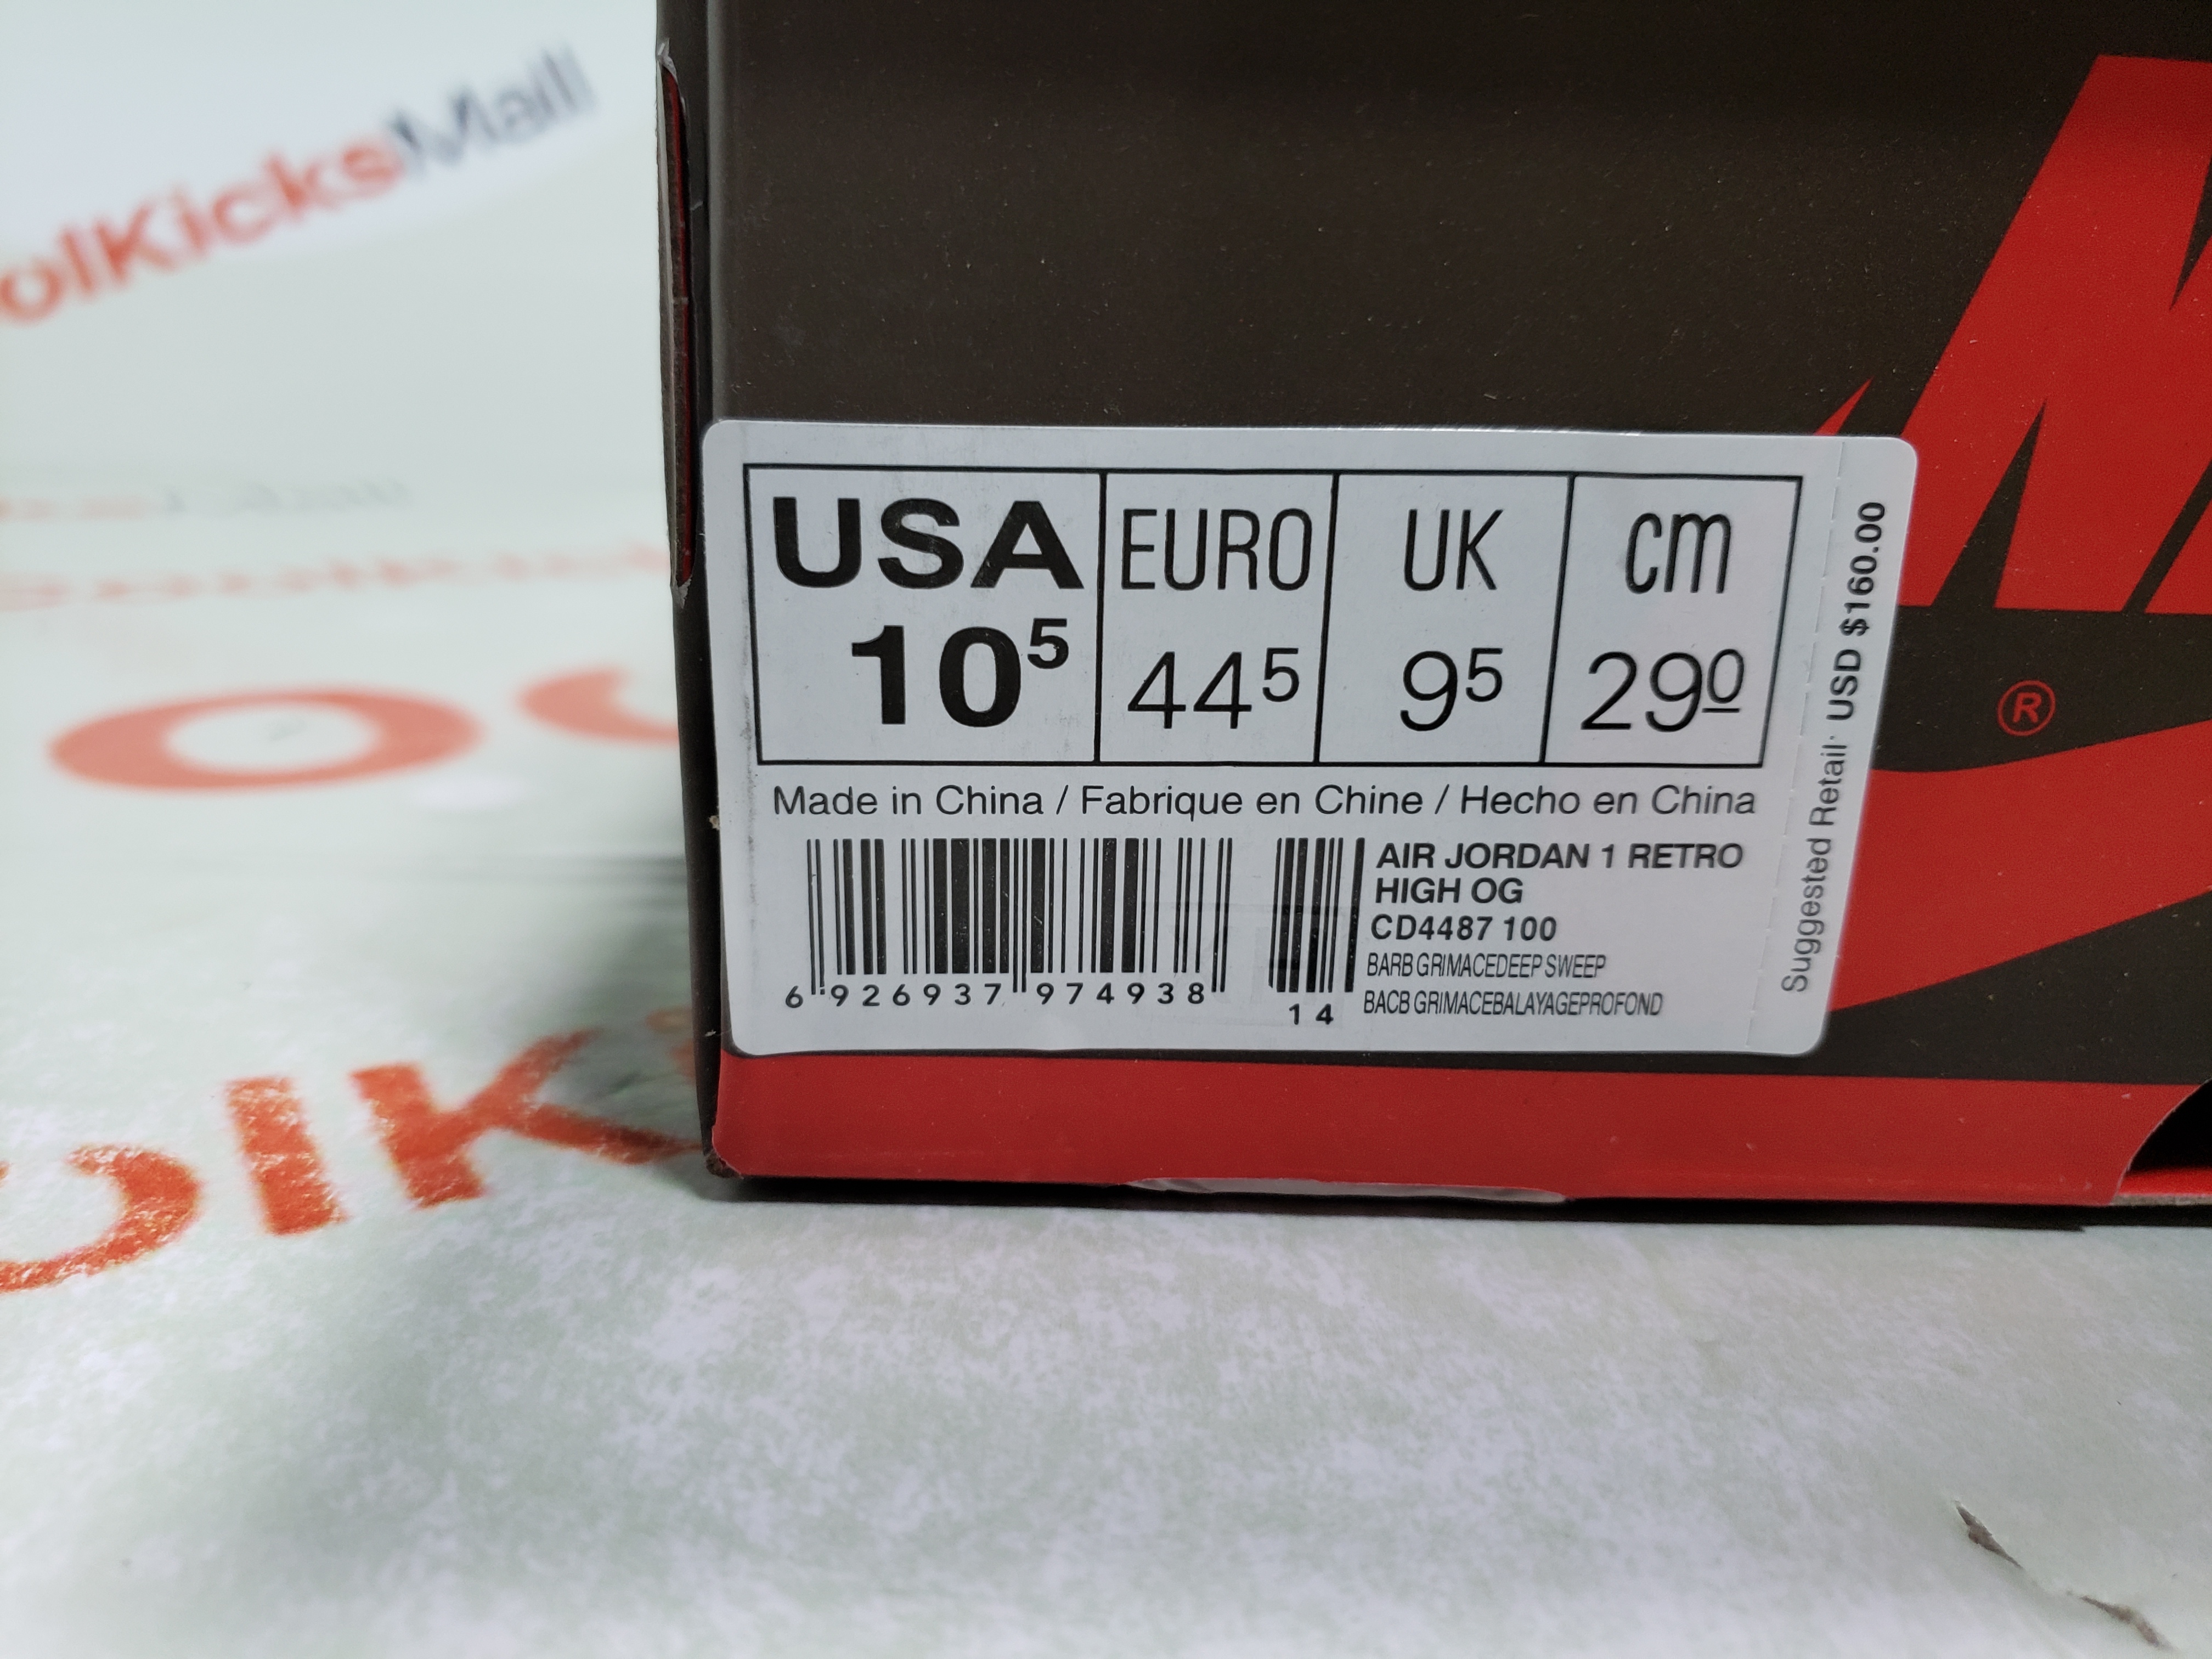 olKicksMall
USA EURO UK cm
10⁵ 44⁵ 9⁵ 29⁰
Made in China / Fabrique en Chine / Hecho en China
6 926937 974938
14
AIR JORDAN 1 RETRO
HIGH OG
CD4487 100
BARB GRIMACEDEEP SWEEP
BACB GRIMACEBALAYAGEPROFOND
Suggested Retail: USD $160.00
®
olK